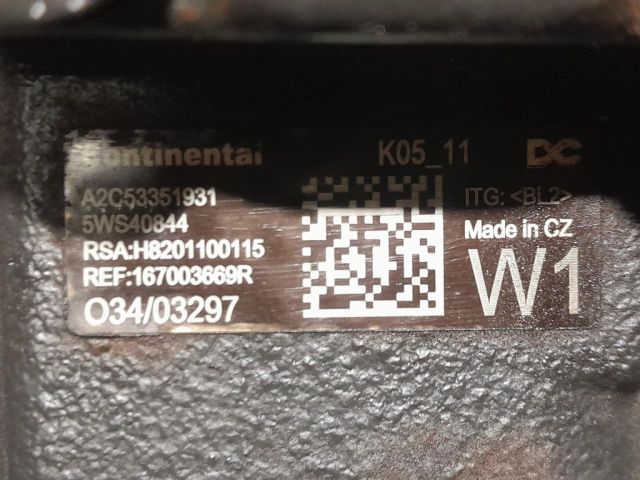 Continental K05_11 DC
A2C53351931 ITG: <BL2>
5WS40844
RSA:H8201100115 Made in CZ
REF:167003669R
O34/03297 W1